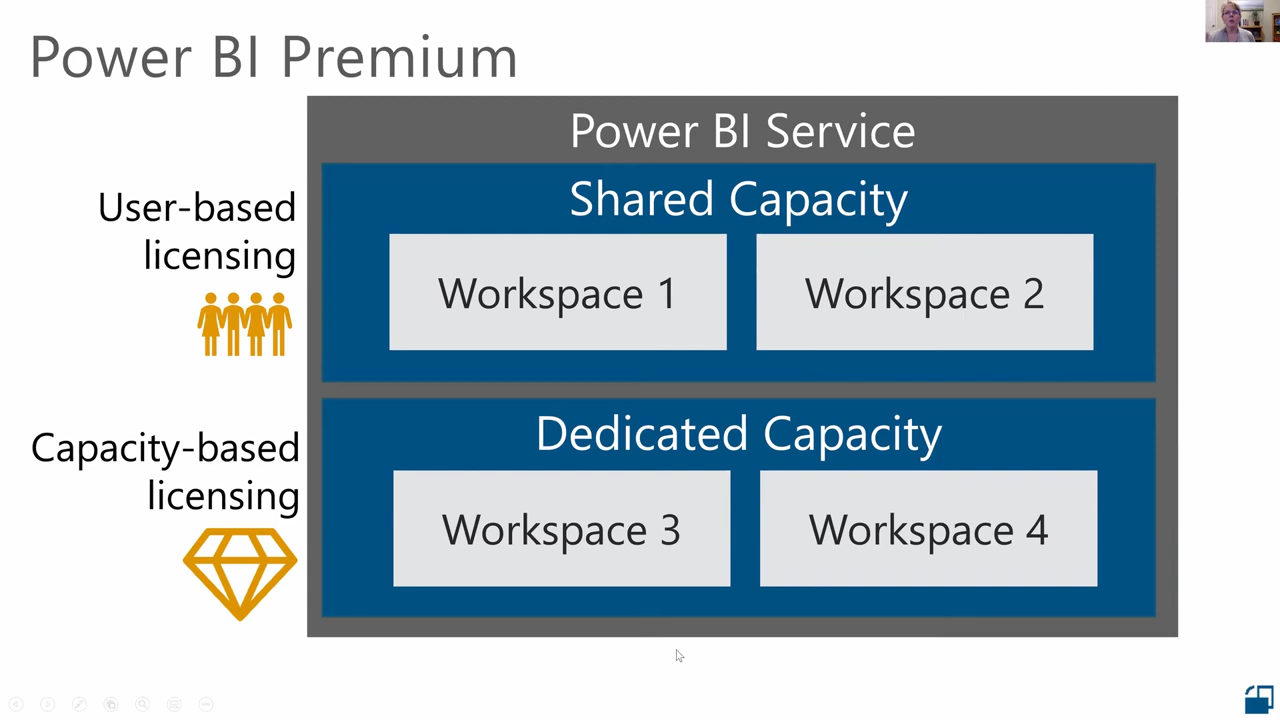 Power BI Premium
Power BI Service
User-based
licensing
Shared Capacity
Workspace 1
Workspace 2
Capacity-based
licensing
Dedicated Capacity
Workspace 3
Workspace 4